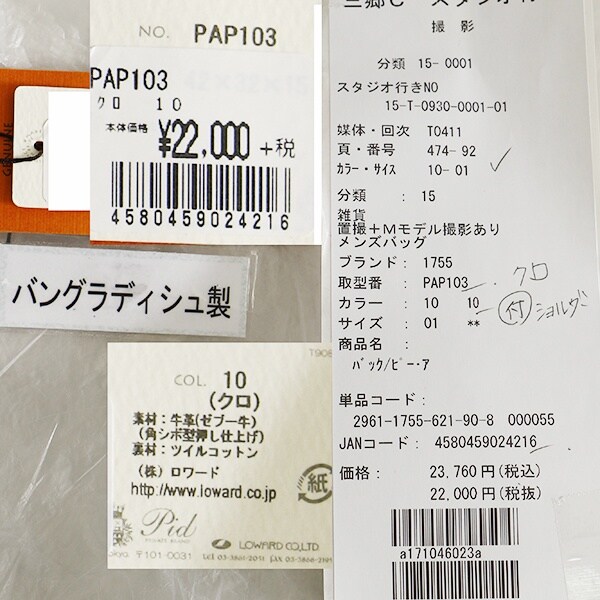 NO. PAP103
PAP103
クロ 10
本体価格 ¥22,000 +税
4580459024216
GENUINE
バングラディシュ製
COL. 10
(クロ)
素材：牛革(ゼブー牛)
(角シボ型押し仕上げ)
裏材：ツイルコットン
(株) ロワード
http://www.loward.co.jp
紙
Pid
LOWARD CO.,LTD
〒101-0031
撮 影
分類 15- 0001
スタジオ行きNO
15-T-0930-0001-01
媒体・回次 T0411
頁・番号 474- 92
ｶﾗｰ・ｻｲｽﾞ 10- 01
分類 : 15
雑貨
置撮＋Mモデル撮影あり
メンズバッグ
ブランド : 1755
取型番 : PAP103 クロ
カラー : 10 10
サイズ : 01 ** 付 ショルダー
商品名 :
ﾊﾞｯｸ/ﾋﾟｰ･ｱ
単品コード :
2961-1755-621-90-8 000055
JANコード : 4580459024216
価格 : 23,760円(税込)
22,000円(税抜)
a171046023a